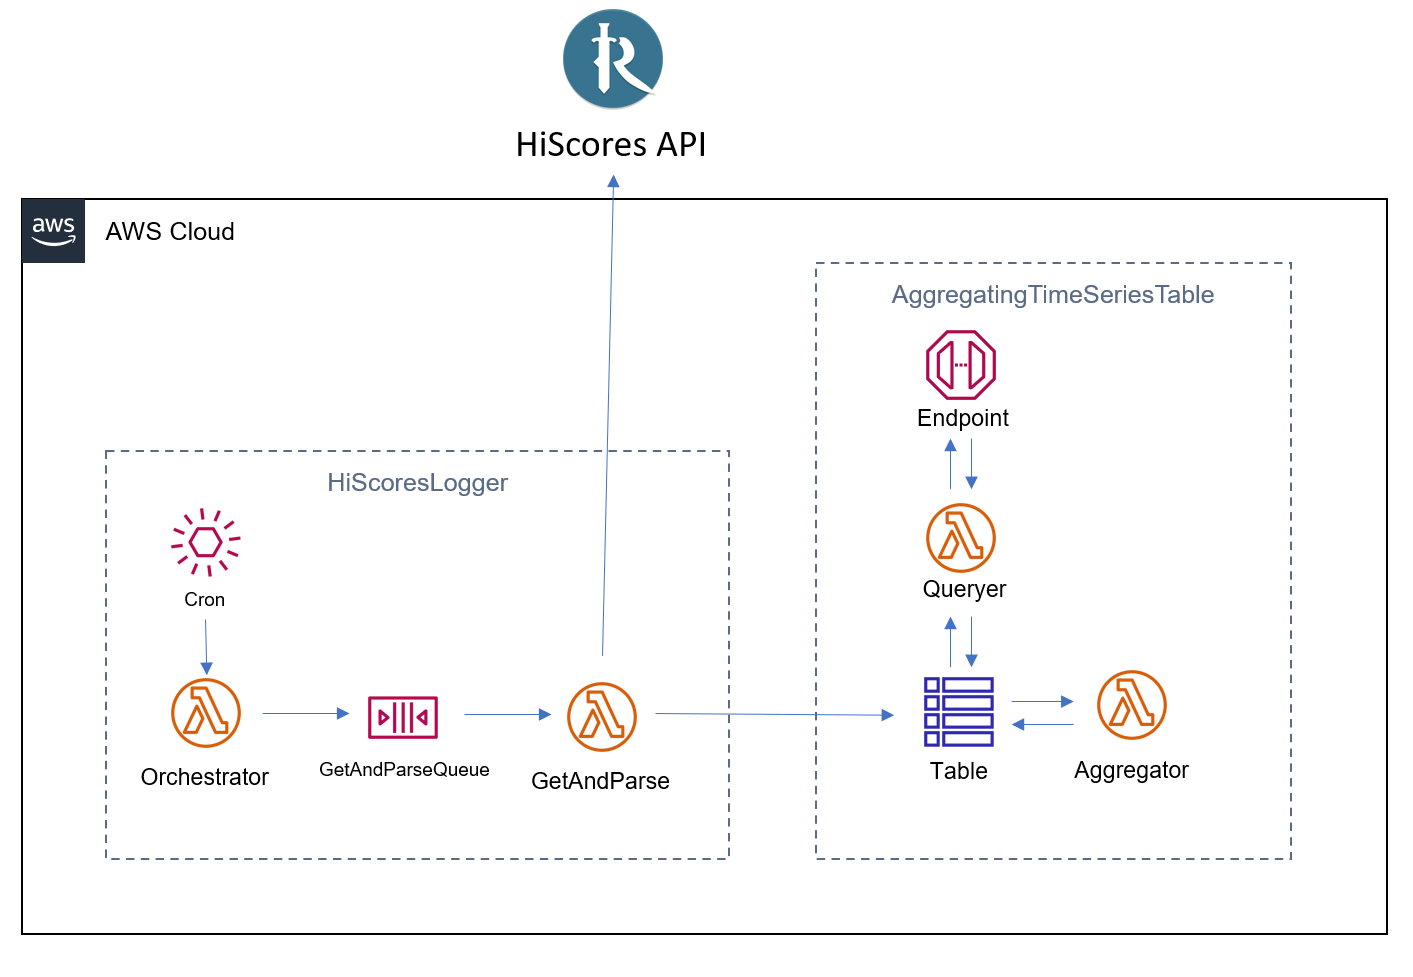 HiScores API
aws
AWS Cloud
AggregatingTimeSeriesTable
Endpoint
HiScoresLogger
Queryer
Cron
Orchestrator
GetAndParseQueue
GetAndParse
Table
Aggregator